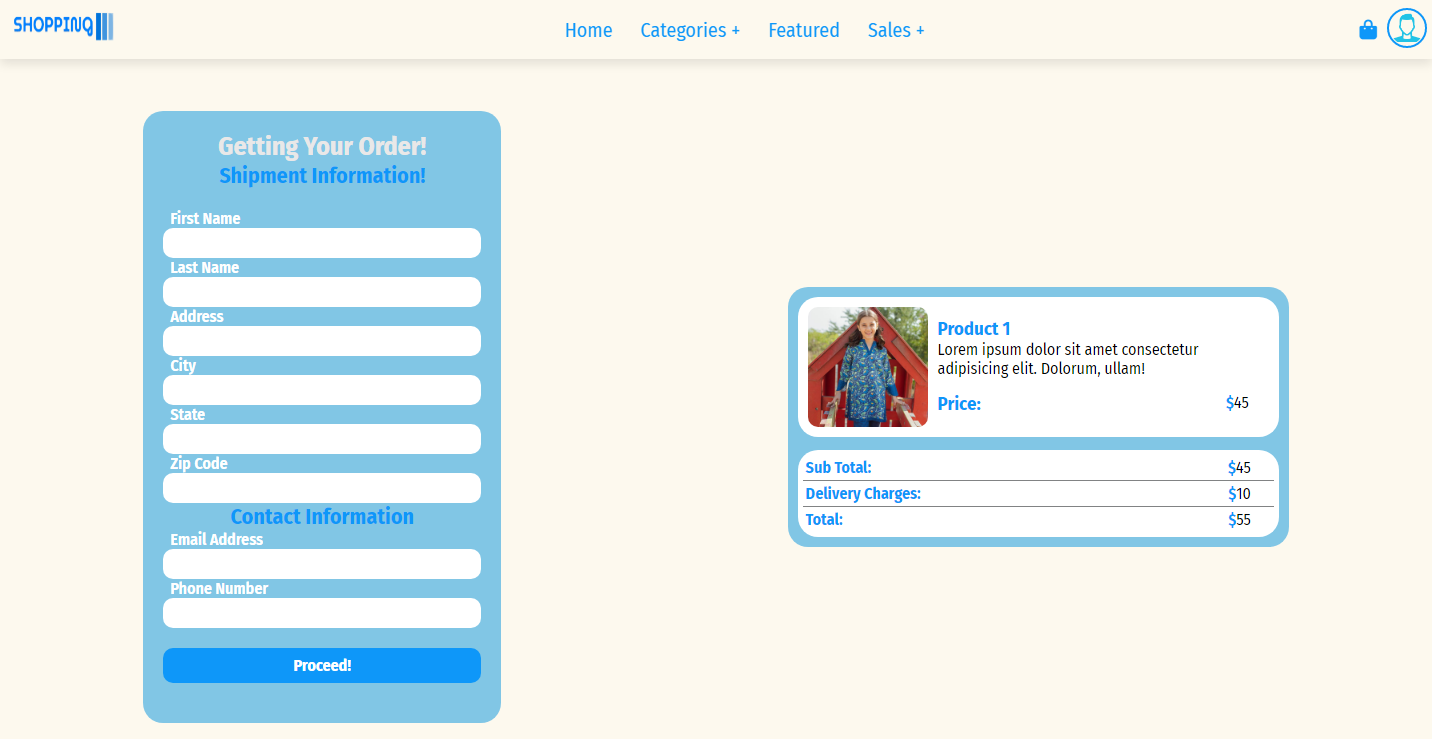 SHOPPING
Home
Categories +
Featured
Sales +
Getting Your Order!
Shipment Information!
First Name
Last Name
Address
City
State
Zip Code
Contact Information
Email Address
Phone Number
Proceed!
Product 1
Lorem ipsum dolor sit amet consectetur
adipisicing elit. Dolorum, ullam!
Price: $45
Sub Total: $45
Delivery Charges: $10
Total: $55